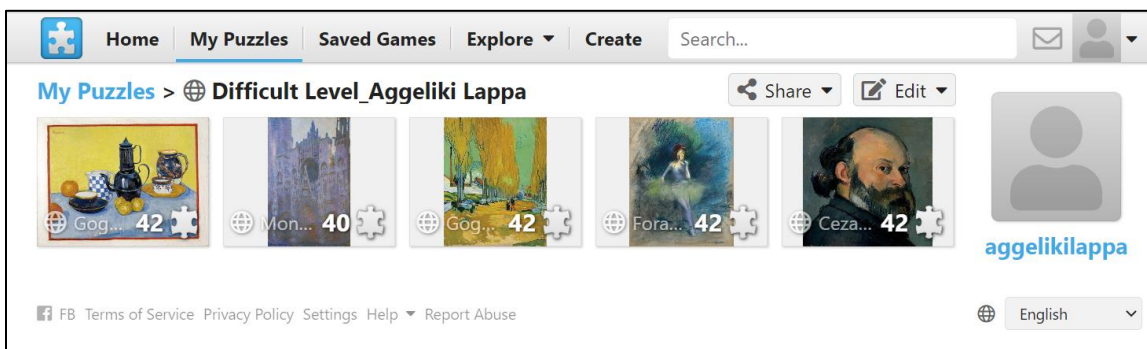 Home My Puzzles Saved Games Explore Create Search...
My Puzzles > Difficult Level_Aggeliki Lappa Share Edit
Gog... 42 Mon... 40 Gog... 42 Fora... 42 Ceza... 42
aggelikilappa
FB Terms of Service Privacy Policy Settings Help Report Abuse English